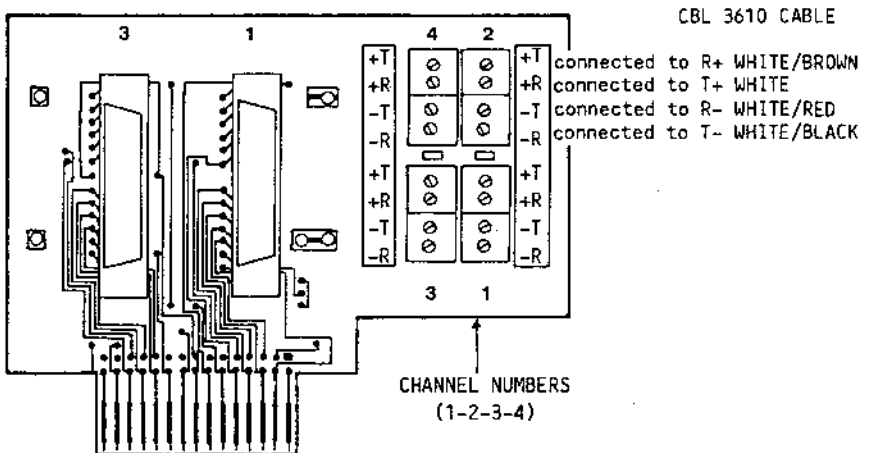 CBL 3610 CABLE
3 1 4 2
+T +T connected to R+ WHITE/BROWN
+R +R connected to T+ WHITE
-T -T connected to R- WHITE/RED
-R -R connected to T- WHITE/BLACK
+T +T
+R +R
-T -T
-R -R
3 1
CHANNEL NUMBERS
(1-2-3-4)